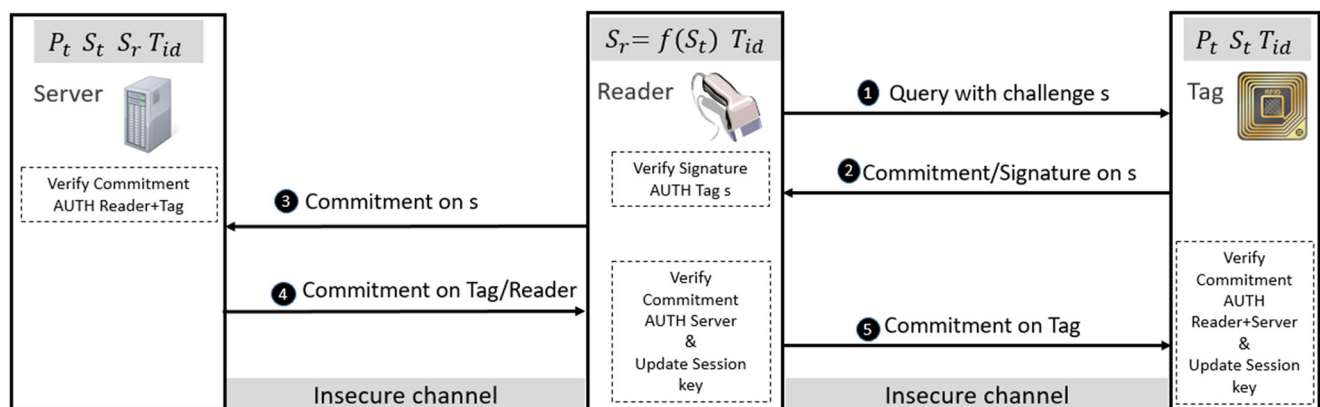 P_t S_t S_r T_id
Server
Verify Commitment
AUTH Reader+Tag
3 Commitment on s
4 Commitment on Tag/Reader
Insecure channel
S_r= f(S_t) T_id
Reader
Verify Signature
AUTH Tag s
Verify
Commitment
AUTH Server
&
Update Session
key
1 Query with challenge s
2 Commitment/Signature on s
5 Commitment on Tag
Insecure channel
P_t S_t T_id
Tag
RFID
Verify
Commitment
AUTH
Reader+Server
&
Update Session
key